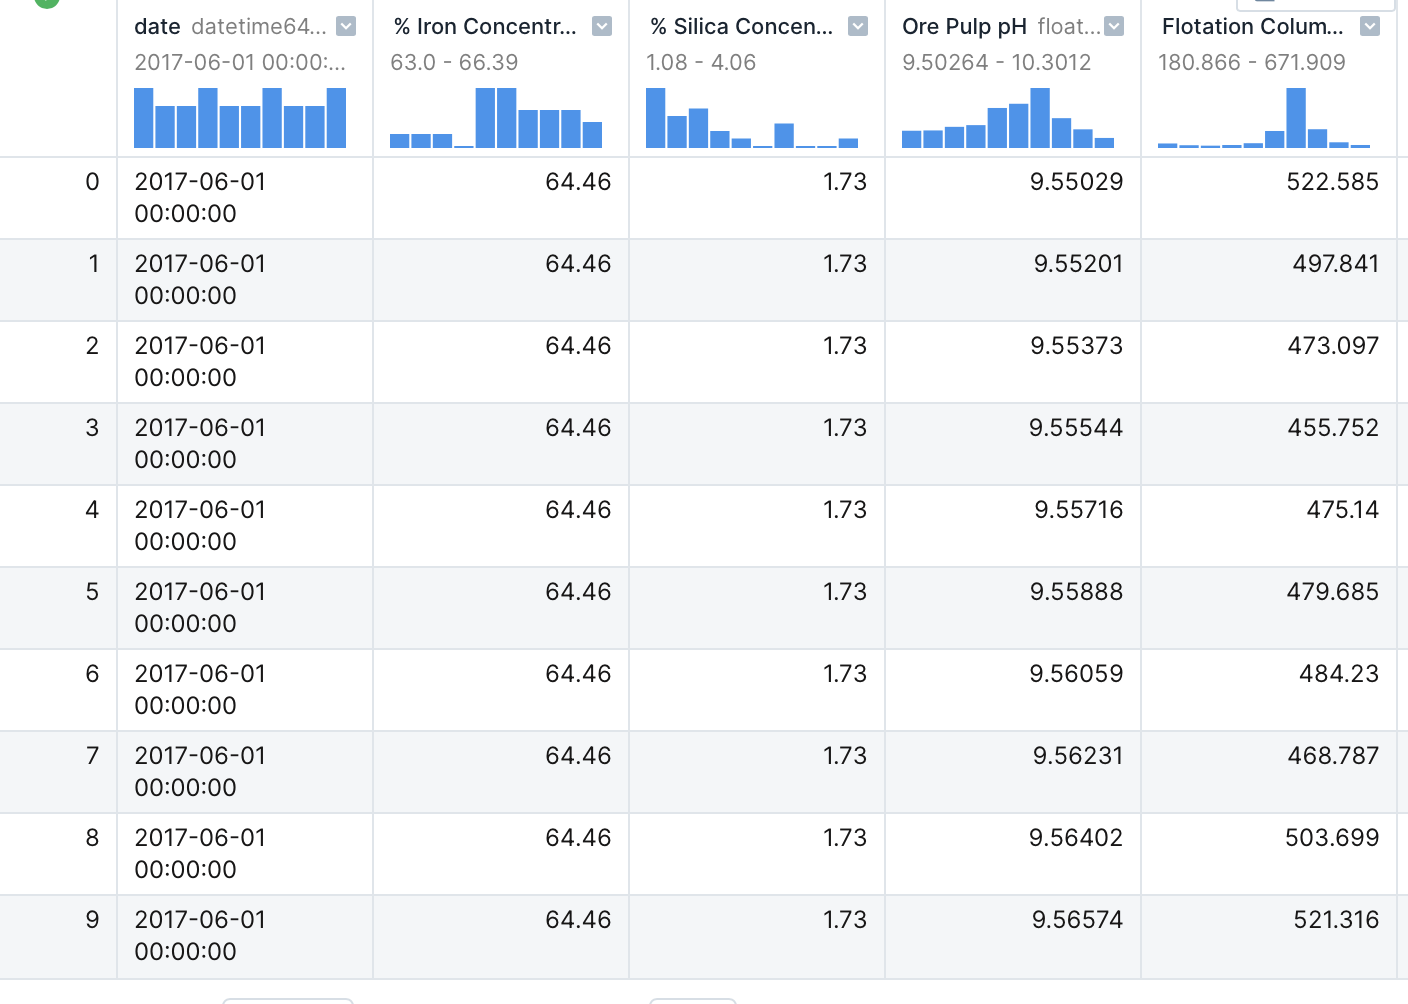 date datetime64... % Iron Concentr... % Silica Concen... Ore Pulp pH float... Flotation Colum...
2017-06-01 00:00:... 63.0 - 66.39 1.08 - 4.06 9.50264 - 10.3012 180.866 - 671.909
0 2017-06-01 64.46 1.73 9.55029 522.585
00:00:00
1 2017-06-01 64.46 1.73 9.55201 497.841
00:00:00
2 2017-06-01 64.46 1.73 9.55373 473.097
00:00:00
3 2017-06-01 64.46 1.73 9.55544 455.752
00:00:00
4 2017-06-01 64.46 1.73 9.55716 475.14
00:00:00
5 2017-06-01 64.46 1.73 9.55888 479.685
00:00:00
6 2017-06-01 64.46 1.73 9.56059 484.23
00:00:00
7 2017-06-01 64.46 1.73 9.56231 468.787
00:00:00
8 2017-06-01 64.46 1.73 9.56402 503.699
00:00:00
9 2017-06-01 64.46 1.73 9.56574 521.316
00:00:00